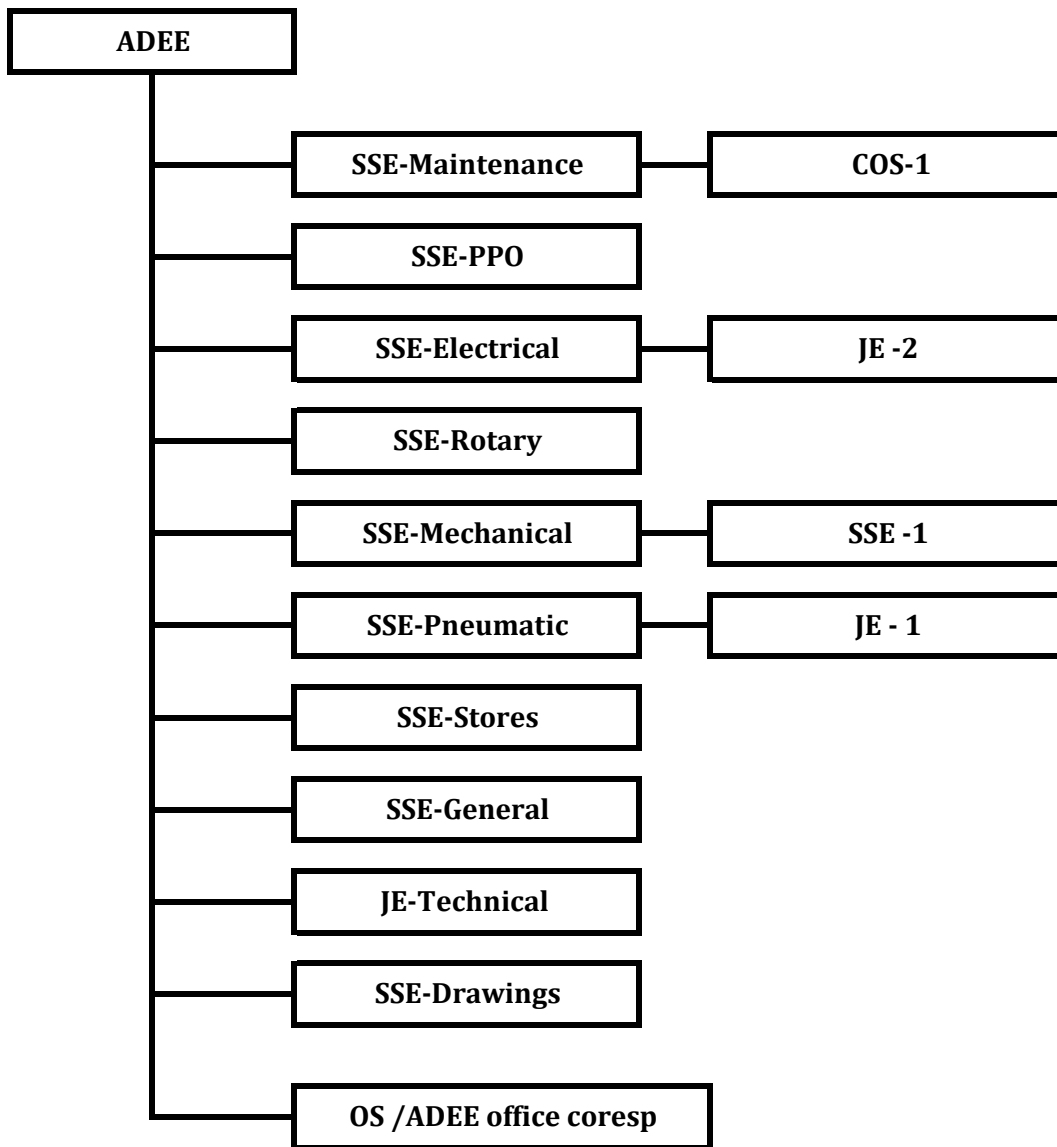 ADEE
SSE-Maintenance
COS-1
SSE-PPO
SSE-Electrical
JE -2
SSE-Rotary
SSE-Mechanical
SSE -1
SSE-Pneumatic
JE - 1
SSE-Stores
SSE-General
JE-Technical
SSE-Drawings
OS /ADEE office coresp